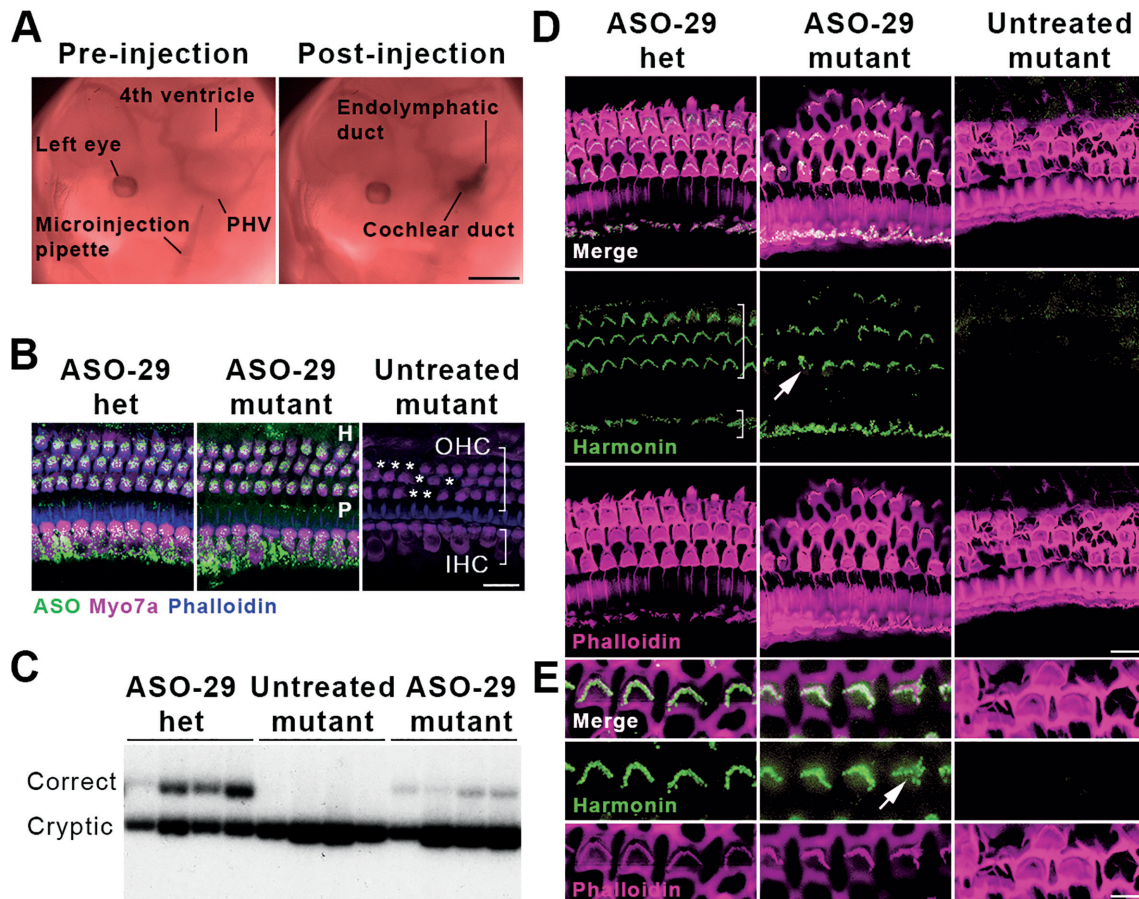 A
Pre-injection
Post-injection
4th ventricle
Left eye
Microinjection
pipette
PHV
Endolymphatic
duct
Cochlear duct
B
ASO-29
het
ASO-29
mutant
Untreated
mutant
H
P
OHC
* * *
* *
* *
IHC
ASO Myo7a Phalloidin
C
ASO-29
het
Untreated
mutant
ASO-29
mutant
Correct
Cryptic
D
ASO-29
het
ASO-29
mutant
Untreated
mutant
Merge
Harmonin
Phalloidin
E
Merge
Harmonin
Phalloidin